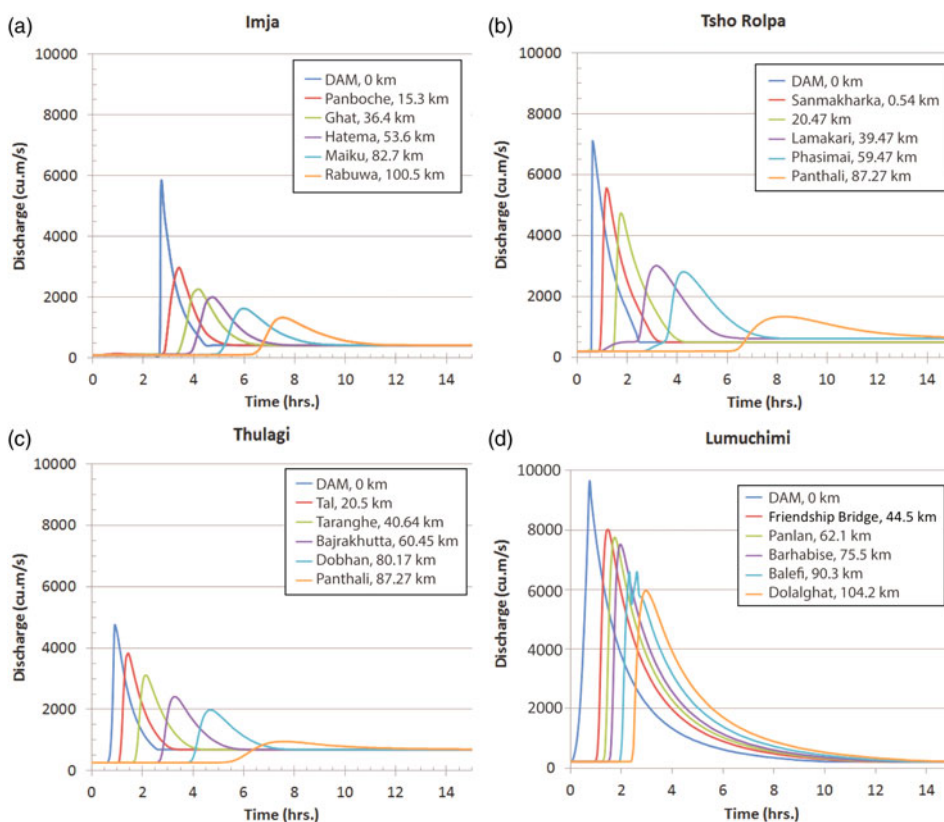 (a)
Imja
Discharge (cu.m/s)
10000
8000
6000
4000
2000
0
DAM, 0 km
Panboche, 15.3 km
Ghat, 36.4 km
Hatema, 53.6 km
Maiku, 82.7 km
Rabuwa, 100.5 km
0 2 4 6 8 10 12 14
Time (hrs.)
(b)
Tsho Rolpa
Discharge (cu.m/s)
10000
8000
6000
4000
2000
0
DAM, 0 km
Sanmakharka, 0.54 km
20.47 km
Lamakari, 39.47 km
Phasimai, 59.47 km
Panthali, 87.27 km
0 2 4 6 8 10 12 14
Time (hrs.)
(c)
Thulagi
Discharge (cu.m/s)
10000
8000
6000
4000
2000
0
DAM, 0 km
Tal, 20.5 km
Taranghe, 40.64 km
Bajrakhutta, 60.45 km
Dobhan, 80.17 km
Panthali, 87.27 km
0 2 4 6 8 10 12 14
Time (hrs.)
(d)
Lumuchimi
Discharge (cu.m/s)
10000
8000
6000
4000
2000
0
DAM, 0 km
Friendship Bridge, 44.5 km
Panlan, 62.1 km
Barhabise, 75.5 km
Balefi, 90.3 km
Dolalghat, 104.2 km
0 2 4 6 8 10 12 14
Time (hrs.)